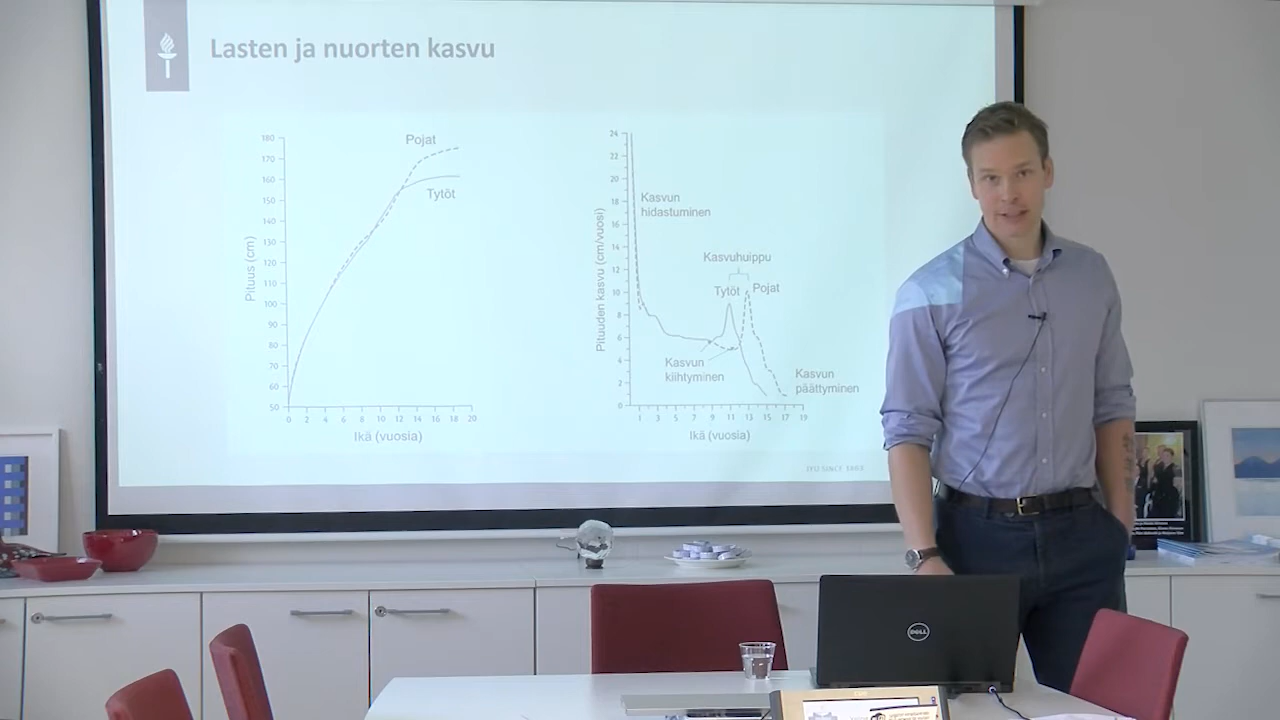 Lasten ja nuorten kasvu
180
170
160
150
140
130
120
110
100
90
80
70
60
50
Pituus (cm)
Pojat
Tytöt
0 2 4 6 8 10 12 14 16 18 20
Ikä (vuosia)
24
22
20
18
16
14
12
10
8
6
4
2
0
Pituuden kasvu (cm/vuosi)
Kasvun
hidastuminen
Kasvuhuippu
Tytöt
Pojat
Kasvun
kiihtyminen
Kasvun
päättyminen
1 3 5 7 9 11 13 15 17 19
Ikä (vuosia)
JYU SINCE 1863.
DELL